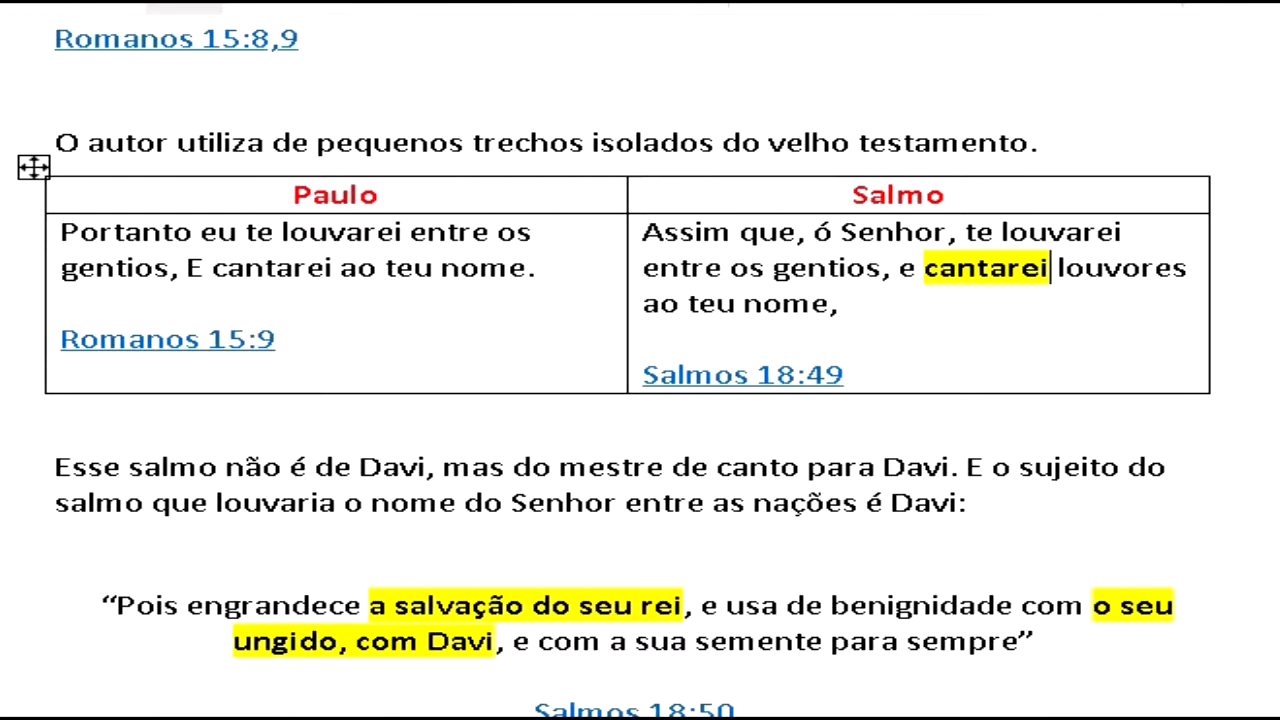 Romanos 15:8,9
O autor utiliza de pequenos trechos isolados do velho testamento.
Paulo
Salmo
Portanto eu te louvarei entre os
gentios, E cantarei ao teu nome.
Romanos 15:9
Assim que, ó Senhor, te louvarei
entre os gentios, e cantarei louvores
ao teu nome,
Salmos 18:49
Esse salmo não é de Davi, mas do mestre de canto para Davi. E o sujeito do
salmo que louvaria o nome do Senhor entre as nações é Davi:
“Pois engrandece a salvação do seu rei, e usa de benignidade com o seu
ungido, com Davi, e com a sua semente para sempre”
Salmos 18:50